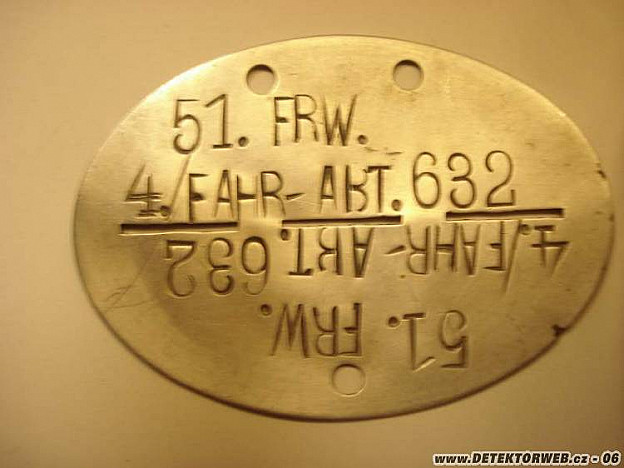 51. FRW.
4./FAHR-ABT. 632
4./FAHR-ABT. 632
51. FRW.
www.DETEKTORWEB.cz - 06